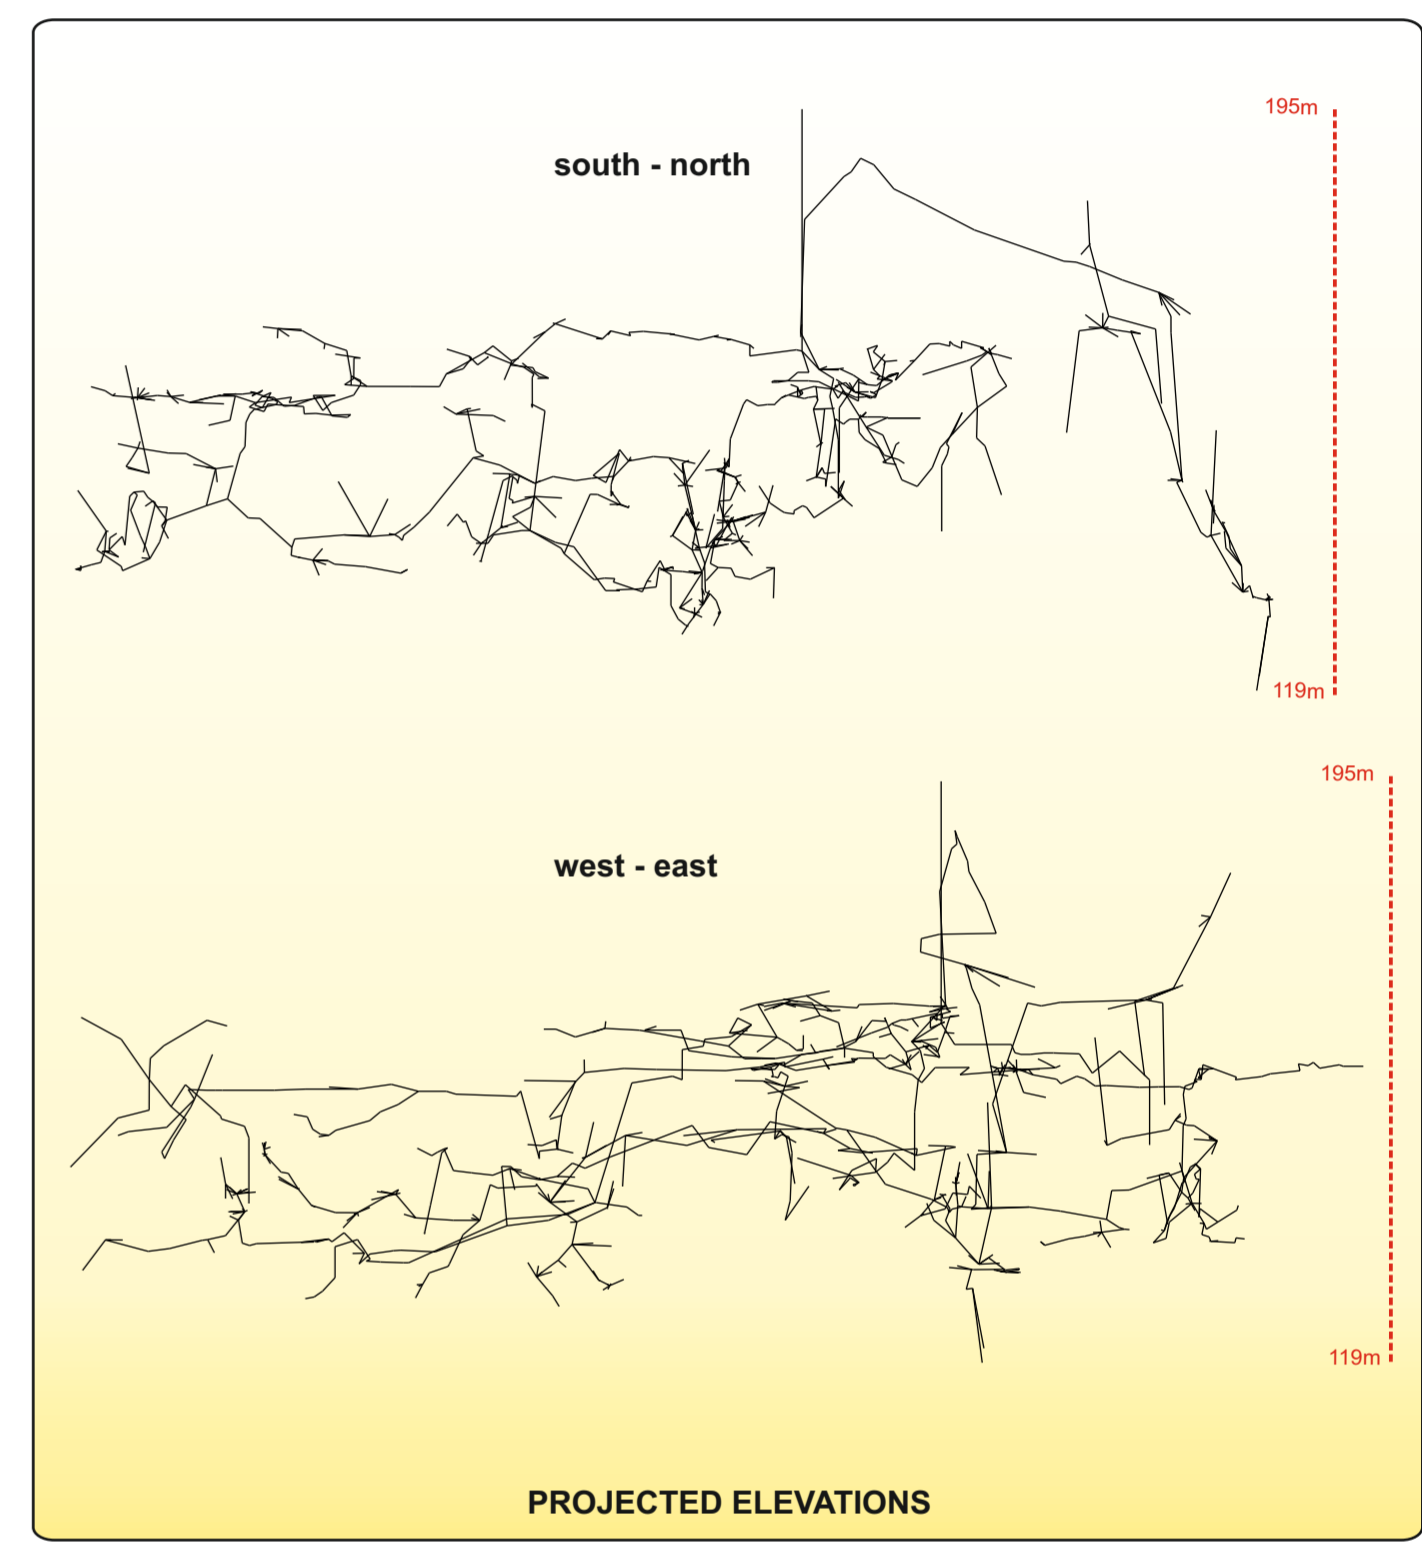 195m
south - north
119m
195m
west - east
119m
PROJECTED ELEVATIONS